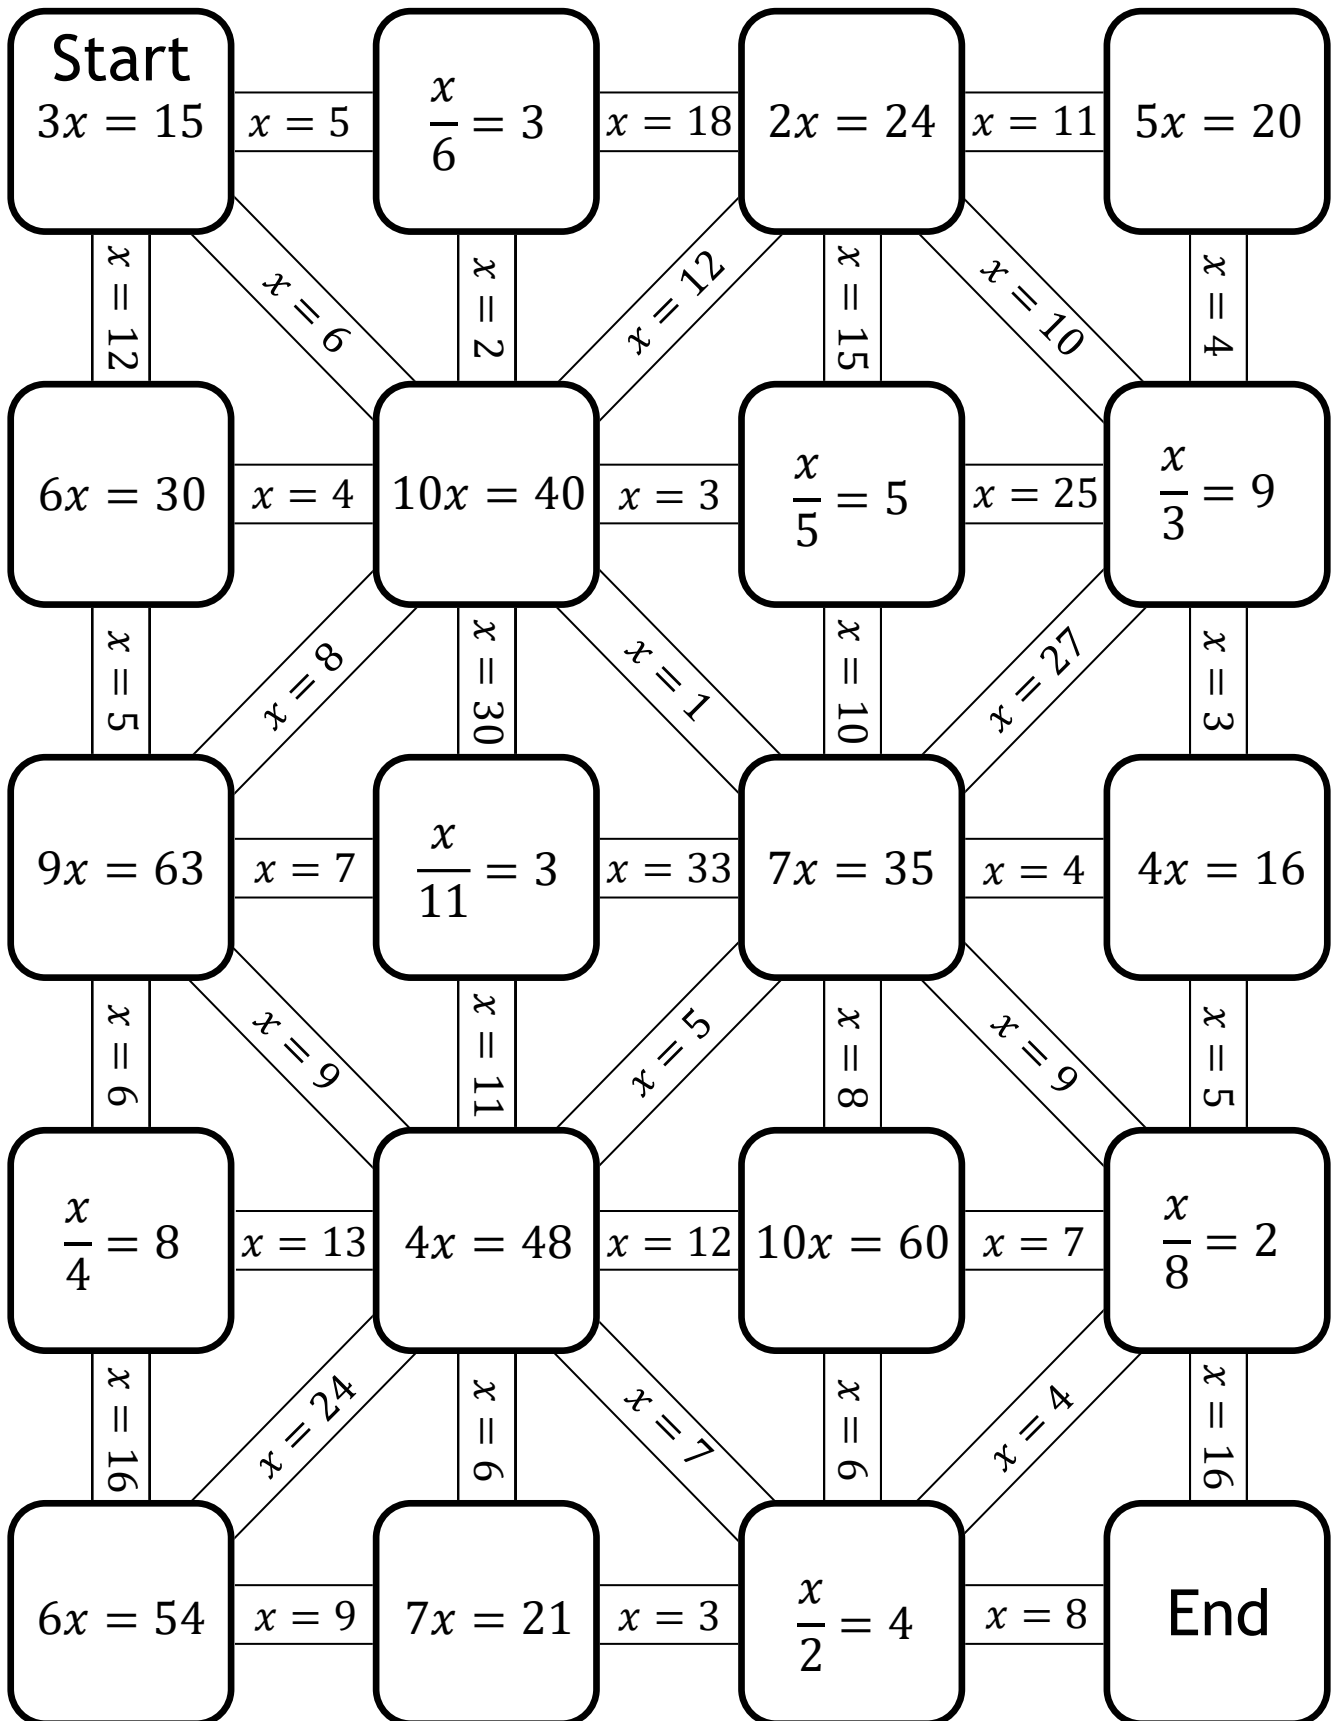 Start
3x = 15
x = 5
x/6 = 3
x = 18
2x = 24
x = 11
5x = 20
x = 12
x = 6
x = 2
x = 12
x = 15
x = 10
x = 4
6x = 30
x = 4
10x = 40
x = 3
x/5 = 5
x = 25
x/3 = 9
x = 5
x = 8
x = 30
x = 1
x = 10
x = 27
x = 3
9x = 63
x = 7
x/11 = 3
x = 33
7x = 35
x = 4
4x = 16
x = 6
x = 9
x = 11
x = 5
x = 8
x = 9
x = 5
x/4 = 8
x = 13
4x = 48
x = 12
10x = 60
x = 7
x/8 = 2
x = 16
x = 24
x = 6
x = 7
x = 6
x = 4
x = 16
6x = 54
x = 9
7x = 21
x = 3
x/2 = 4
x = 8
End